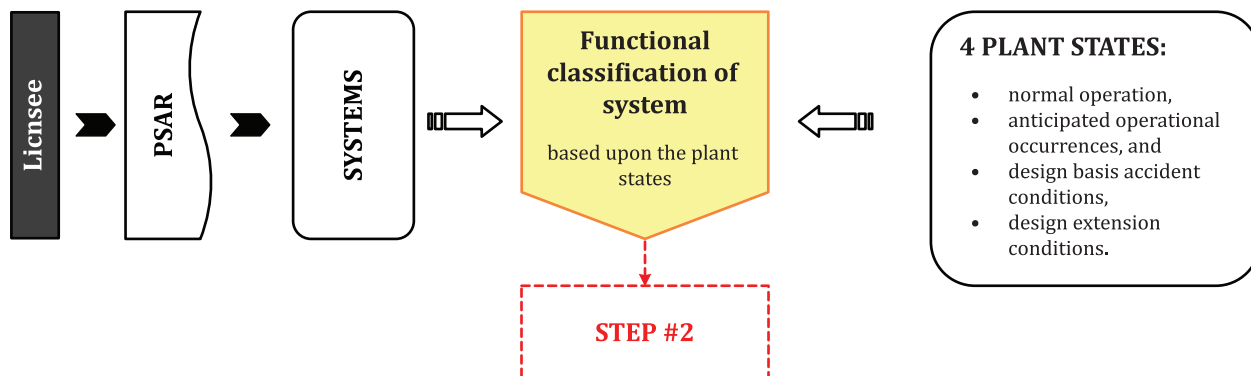 Licnsee
PSAR
SYSTEMS
Functional
classification of
system
based upon the plant
states
4 PLANT STATES:
• normal operation,
• anticipated operational
occurrences, and
• design basis accident
conditions,
• design extension
conditions.
STEP #2